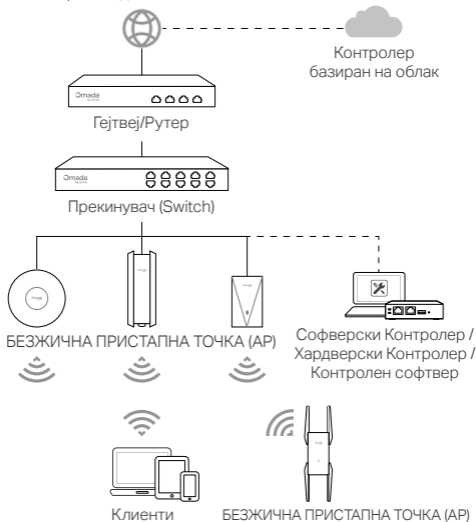 Контролер
базиран на облак
Omada
Гејтвеј/Рутер
Omada
Прекинувач (Switch)
БЕЗЖИЧНА ПРИСТАПНА ТОЧКА (AP)
Софверски Контролер /
Хардверски Контролер /
Контролен софтвер
Клиенти
БЕЗЖИЧНА ПРИСТАПНА ТОЧКА (AP)